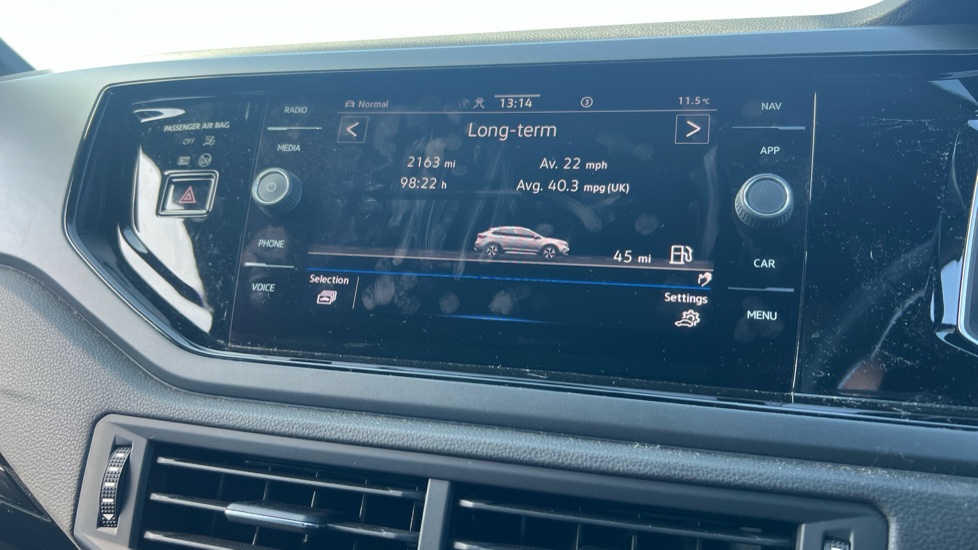 PASSENGER AIR BAG
OFF
RADIO
MEDIA
PHONE
VOICE
Normal
13:14
3
11.5°C
<
Long-term
>
2163 mi
Av. 22 mph
98:22 h
Avg. 40.3 mpg (UK)
45 mi
Selection
Settings
NAV
APP
CAR
MENU